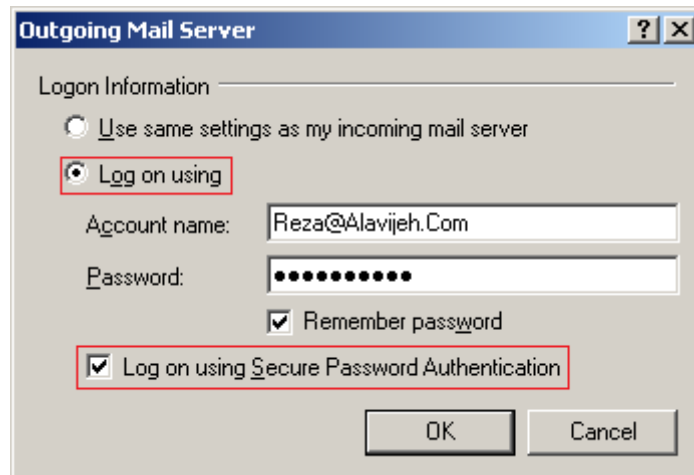 Outgoing Mail Server
Logon Information
Use same settings as my incoming mail server
Log on using
Account name: Reza@Alavijeh.Com
Password: ●●●●●●●●●●
Remember password
Log on using Secure Password Authentication
OK Cancel